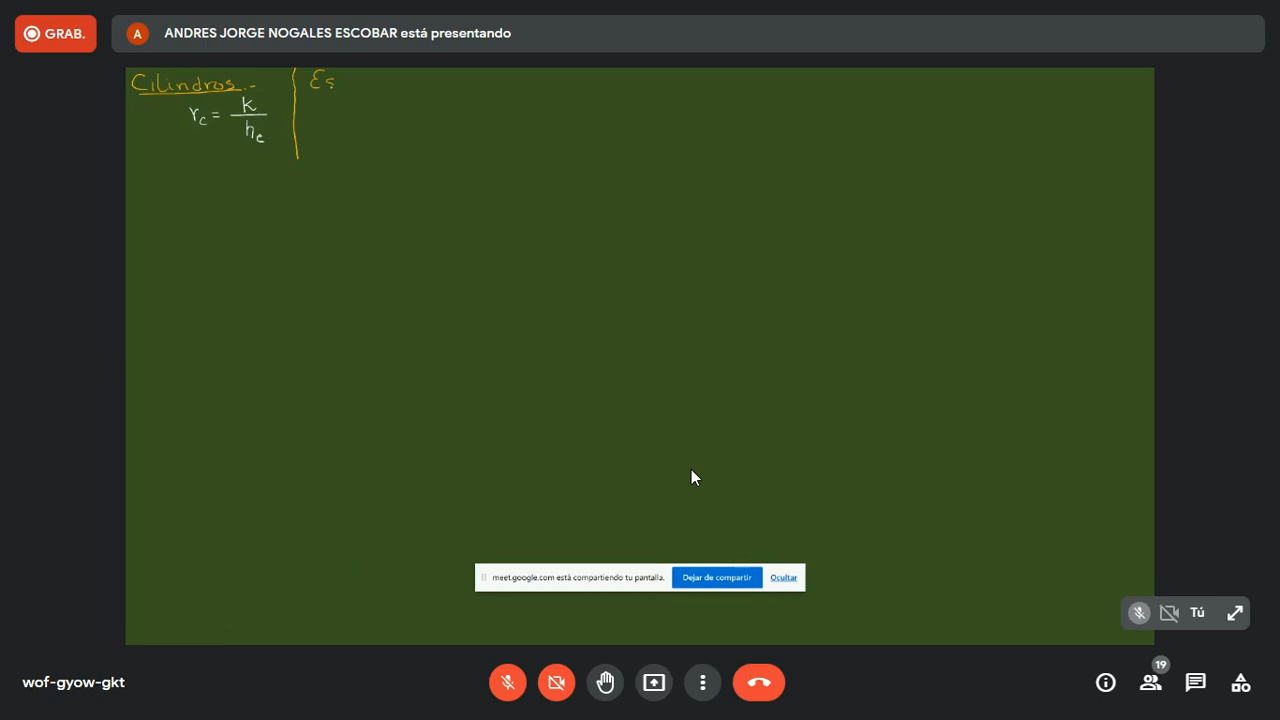 GRAB.
A ANDRES JORGE NOGALES ESCOBAR está presentando
Cilindros.-
r_c = k / h_c
Es
meet.google.com está compartiendo tu pantalla. Dejar de compartir Ocultar
Tú
wof-gyow-gkt
19